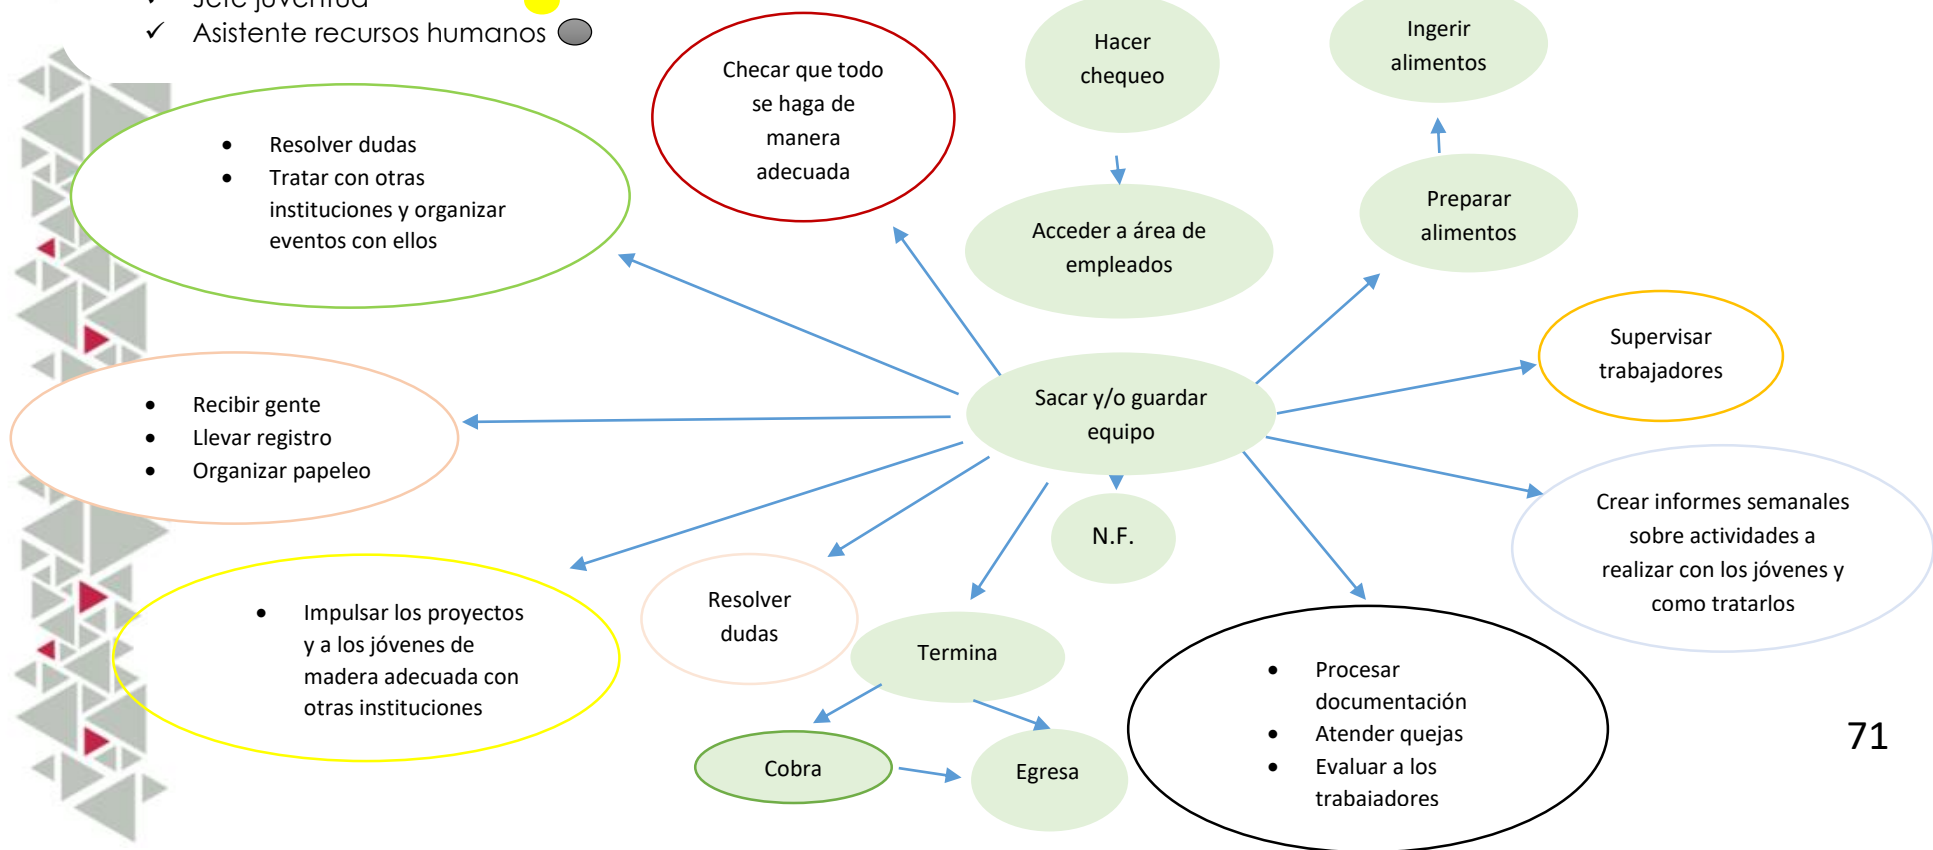 ✓ Jefe juventud
✓ Asistente recursos humanos
Hacer
chequeo
Ingerir
alimentos
Checar que todo
se haga de
manera
adecuada
• Resolver dudas
• Tratar con otras
instituciones y organizar
eventos con ellos
Acceder a área de
empleados
Preparar
alimentos
Supervisar
trabajadores
Sacar y/o guardar
equipo
• Recibir gente
• Llevar registro
• Organizar papeleo
N.F.
Crear informes semanales
sobre actividades a
realizar con los jóvenes y
como tratarlos
• Impulsar los proyectos
y a los jóvenes de
madera adecuada con
otras instituciones
Resolver
dudas
Termina
• Procesar
documentación
• Atender quejas
• Evaluar a los
trabajadores
Cobra
Egresa
71